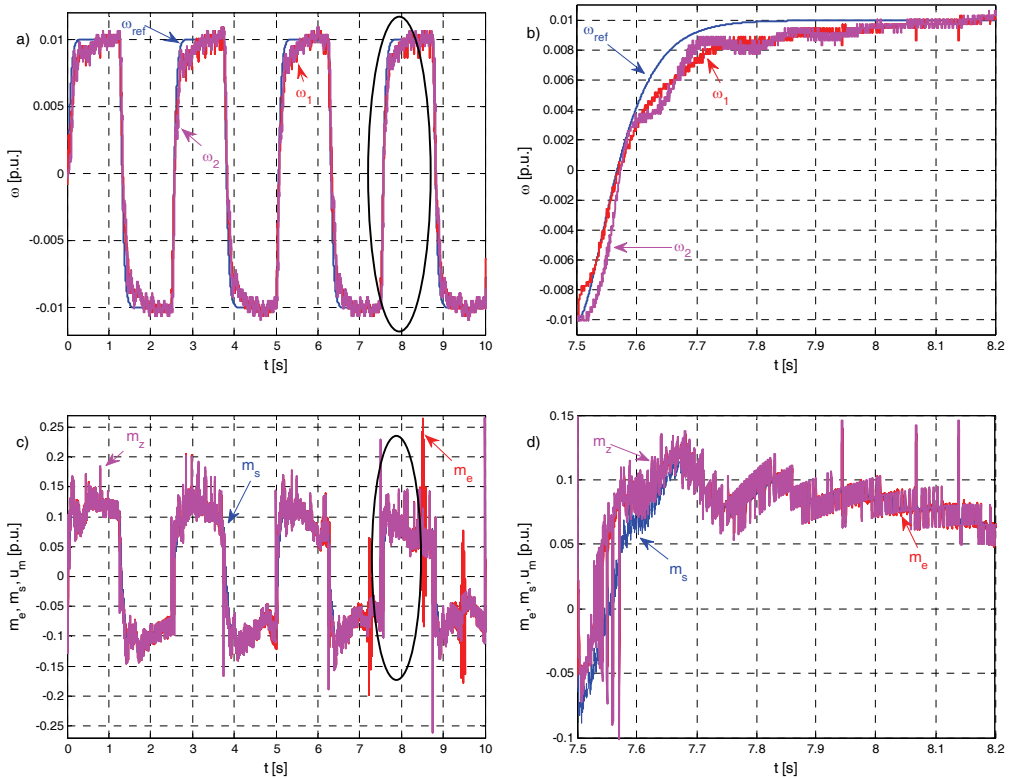 a)
ω_ref
ω_1
ω_2
0.01
0.005
0
-0.005
-0.01
ω [p.u.]
0 1 2 3 4 5 6 7 8 9 10
t [s]
b)
ω_ref
ω_1
ω_2
0.01
0.008
0.006
0.004
0.002
0
-0.002
-0.004
-0.006
-0.008
-0.01
ω [p.u.]
7.5 7.6 7.7 7.8 7.9 8 8.1 8.2
t [s]
c)
m_z
m_s
m_e
0.25
0.2
0.15
0.1
0.05
0
-0.05
-0.1
-0.15
-0.2
-0.25
m_e, m_s, u_m [p.u.]
0 1 2 3 4 5 6 7 8 9 10
t [s]
d)
m_z
m_s
m_e
0.15
0.1
0.05
0
-0.05
-0.1
m_e, m_s, u_m [p.u.]
7.5 7.6 7.7 7.8 7.9 8 8.1 8.2
t [s]